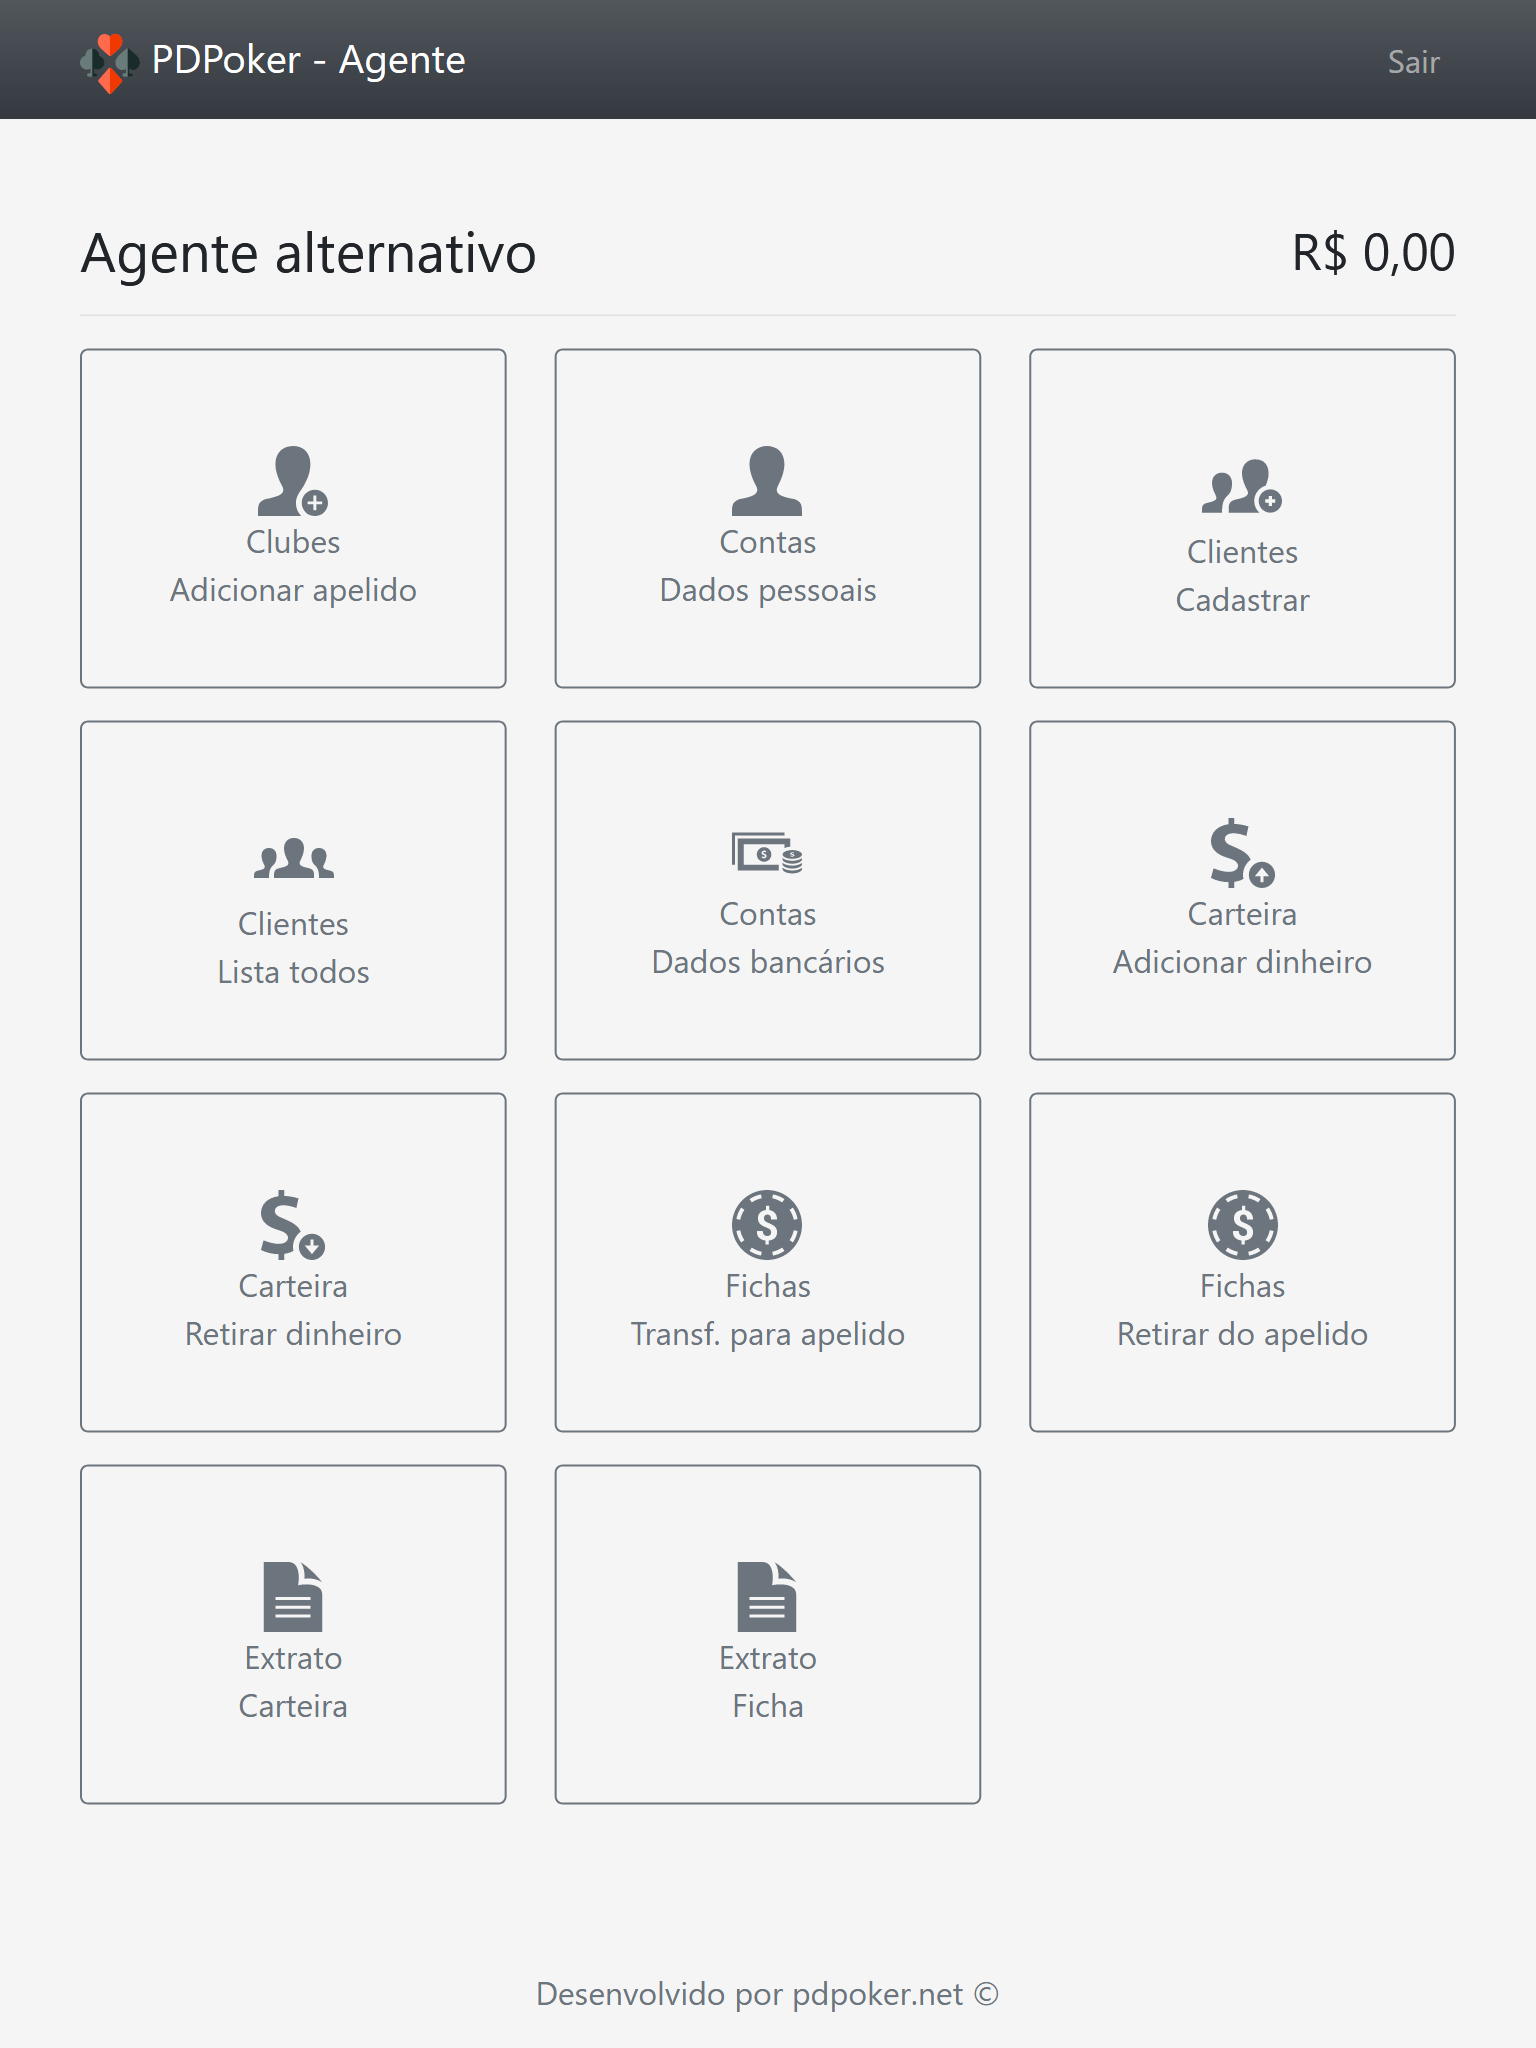 PDPoker - Agente
Sair
Agente alternativo
R$ 0,00
Clubes
Adicionar apelido
Contas
Dados pessoais
Clientes
Cadastrar
Clientes
Lista todos
Contas
Dados bancários
Carteira
Adicionar dinheiro
Carteira
Retirar dinheiro
Fichas
Transf. para apelido
Fichas
Retirar do apelido
Extrato
Carteira
Extrato
Ficha
Desenvolvido por pdpoker.net ©